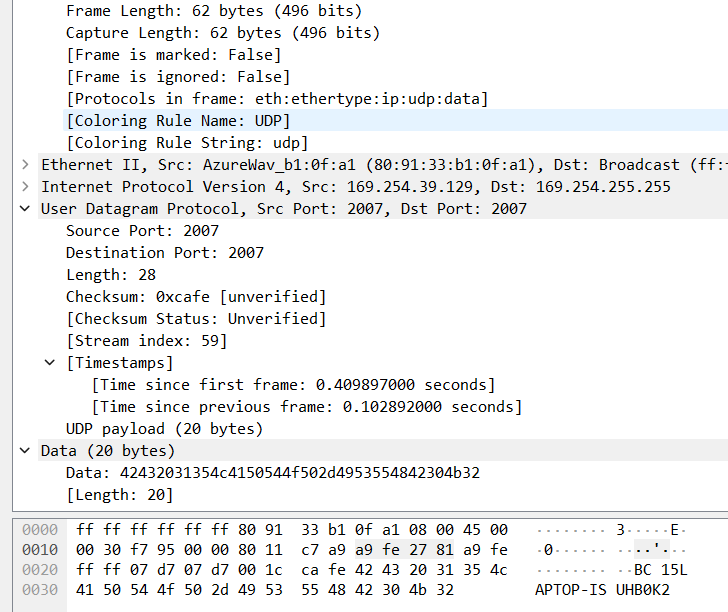 Frame Length: 62 bytes (496 bits)
Capture Length: 62 bytes (496 bits)
[Frame is marked: False]
[Frame is ignored: False]
[Protocols in frame: eth:ethertype:ip:udp:data]
[Coloring Rule Name: UDP]
[Coloring Rule String: udp]
Ethernet II, Src: AzureWav_b1:0f:a1 (80:91:33:b1:0f:a1), Dst: Broadcast (ff:
Internet Protocol Version 4, Src: 169.254.39.129, Dst: 169.254.255.255
User Datagram Protocol, Src Port: 2007, Dst Port: 2007
Source Port: 2007
Destination Port: 2007
Length: 28
Checksum: 0xcafe [unverified]
[Checksum Status: Unverified]
[Stream index: 59]
[Timestamps]
[Time since first frame: 0.409897000 seconds]
[Time since previous frame: 0.102892000 seconds]
UDP payload (20 bytes)
Data (20 bytes)
Data: 42432031354c4150544f502d4953554842304b32
[Length: 20]
0000 ff ff ff ff ff ff 80 91 33 b1 0f a1 08 00 45 00 ········ 3·····E·
0010 00 30 f7 95 00 00 80 11 c7 a9 a9 fe 27 81 a9 fe ·0······ ····'···
0020 ff ff 07 d7 07 d7 00 1c ca fe 42 43 20 31 35 4c ········ ··BC 15L
0030 41 50 54 4f 50 2d 49 53 55 48 42 30 4b 32 APTOP-IS UHB0K2